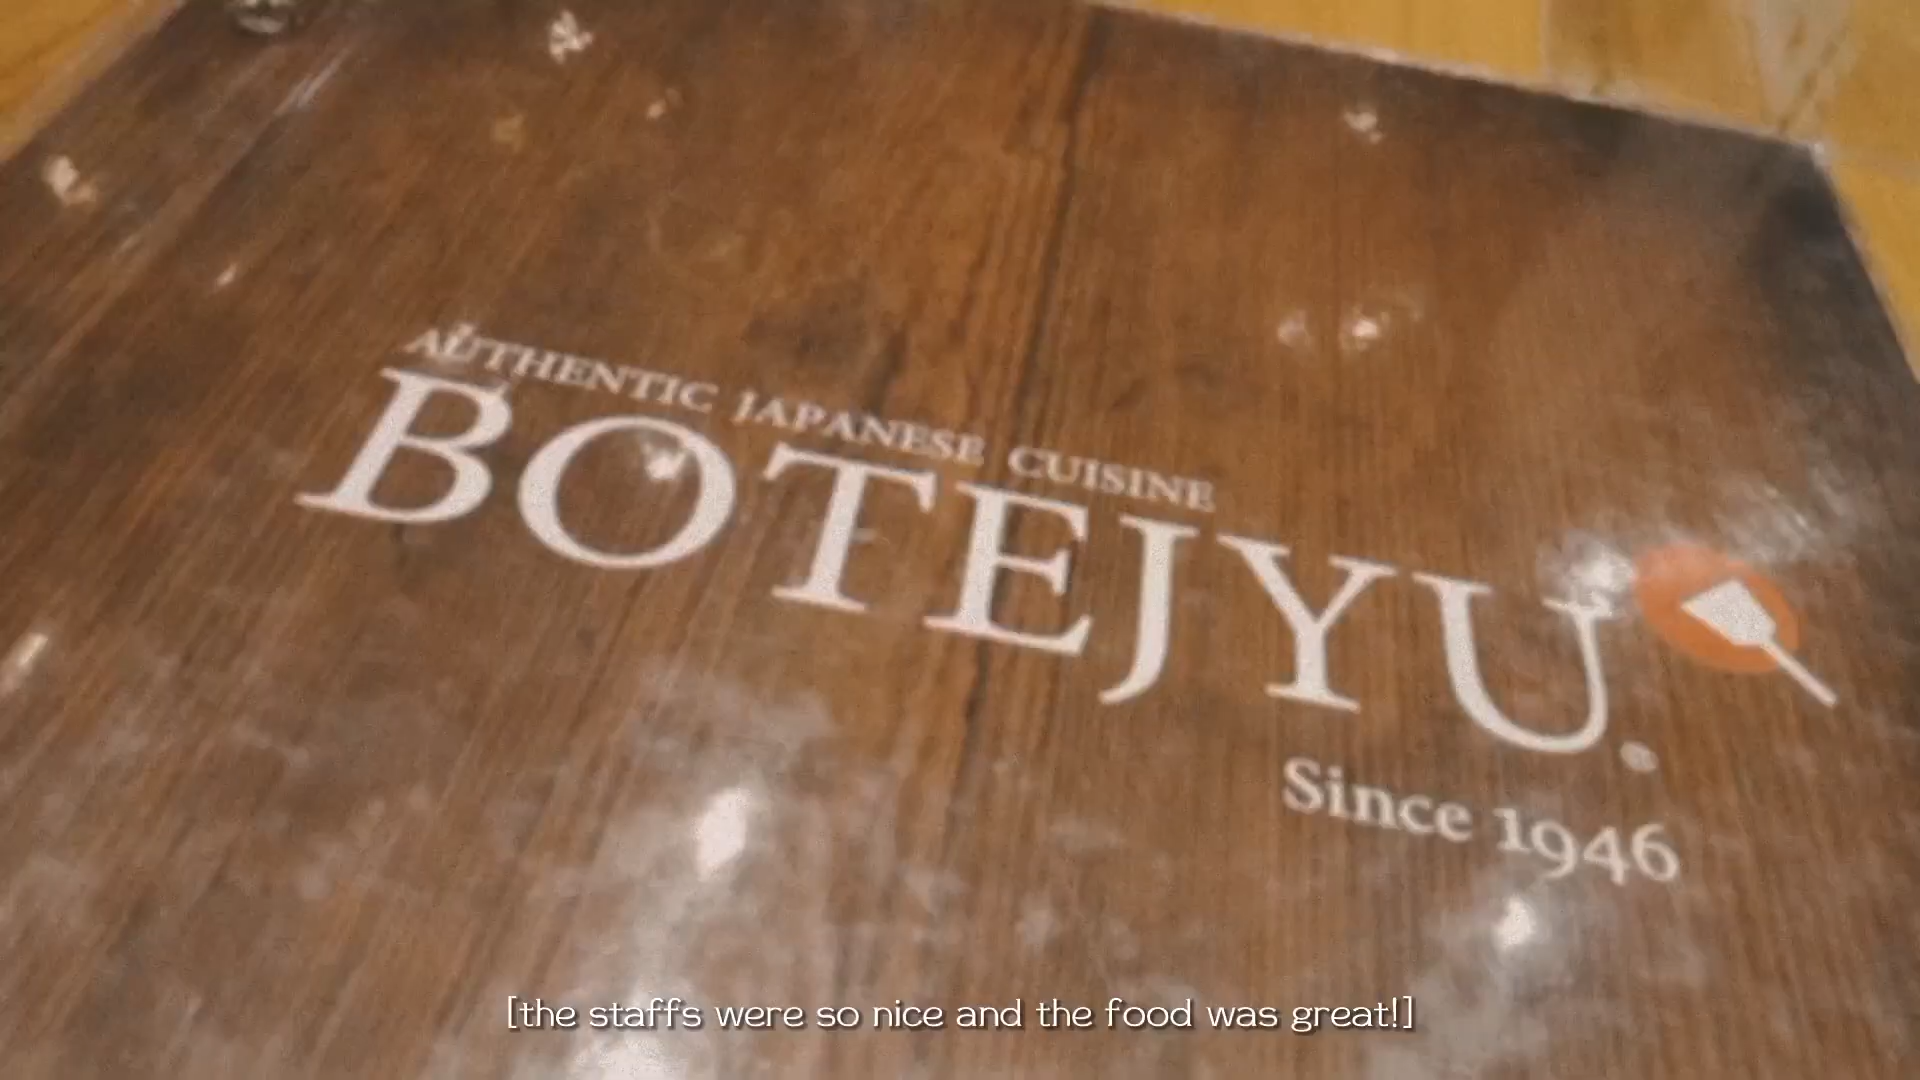 AUTHENTIC JAPANESE CUISINE
BOTEJYU®
Since 1946
[the staffs were so nice and the food was great!]